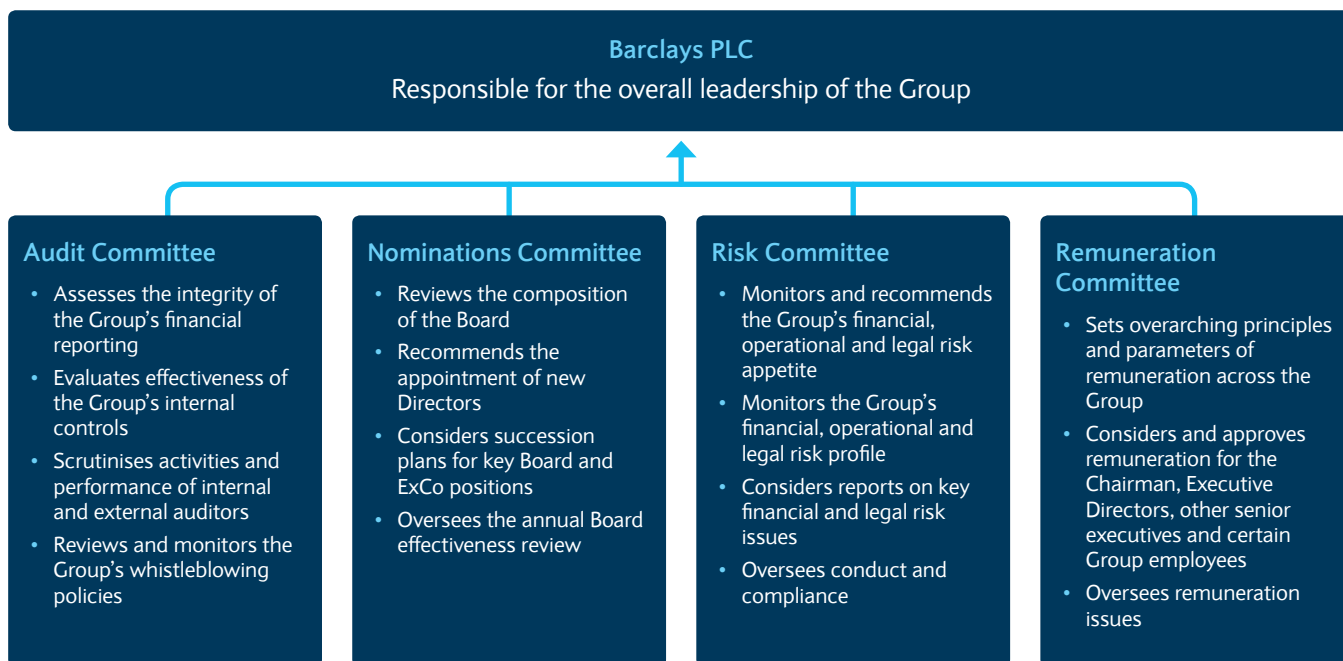 Barclays PLC
Responsible for the overall leadership of the Group
Audit Committee
• Assesses the integrity of
the Group’s financial
reporting
• Evaluates effectiveness of
the Group’s internal
controls
• Scrutinises activities and
performance of internal
and external auditors
• Reviews and monitors the
Group’s whistleblowing
policies
Nominations Committee
• Reviews the composition
of the Board
• Recommends the
appointment of new
Directors
• Considers succession
plans for key Board and
ExCo positions
• Oversees the annual Board
effectiveness review
Risk Committee
• Monitors and recommends
the Group’s financial,
operational and legal risk
appetite
• Monitors the Group’s
financial, operational and
legal risk profile
• Considers reports on key
financial and legal risk
issues
• Oversees conduct and
compliance
Remuneration
Committee
• Sets overarching principles
and parameters of
remuneration across the
Group
• Considers and approves
remuneration for the
Chairman, Executive
Directors, other senior
executives and certain
Group employees
• Oversees remuneration
issues